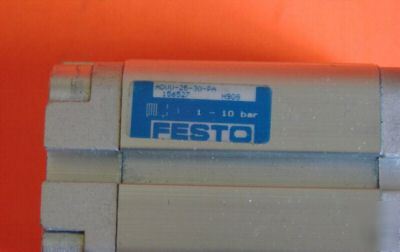 ADVU-25-30-PA
156527 H908
1 - 10 bar
FESTO